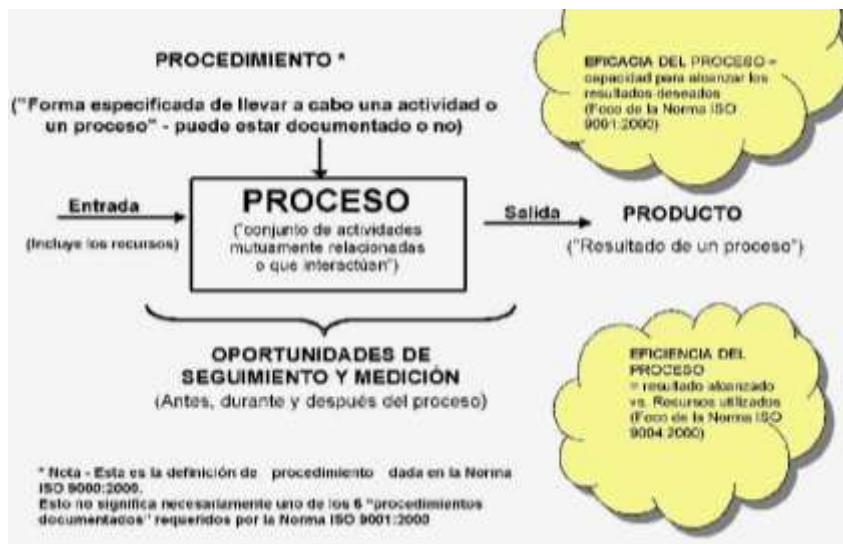 PROCEDIMIENTO *
("Forma especificada de llevar a cabo una actividad o
un proceso" - puede estar documentado o no)
EFICACIA DEL PROCESO =
capacidad para alcanzar los
resultados deseados
(Foco de la Norma ISO
9001:2000)
Entrada
(Incluye los recursos)
PROCESO
("conjunto de actividades
mutuamente relacionadas
o que interactúan")
Salida
PRODUCTO
("Resultado de un proceso")
OPORTUNIDADES DE
SEGUIMIENTO Y MEDICIÓN
(Antes, durante y después del proceso)
EFICIENCIA DEL
PROCESO
= resultado alcanzado
vs. Recursos utilizados
(Foco de la Norma ISO
9004:2000)
* Nota - Esta es la definición de procedimiento dada en la Norma
ISO 9000:2000.
Esto no significa necesariamente uno de los 6 "procedimientos
documentados" requeridos por la Norma ISO 9001:2000